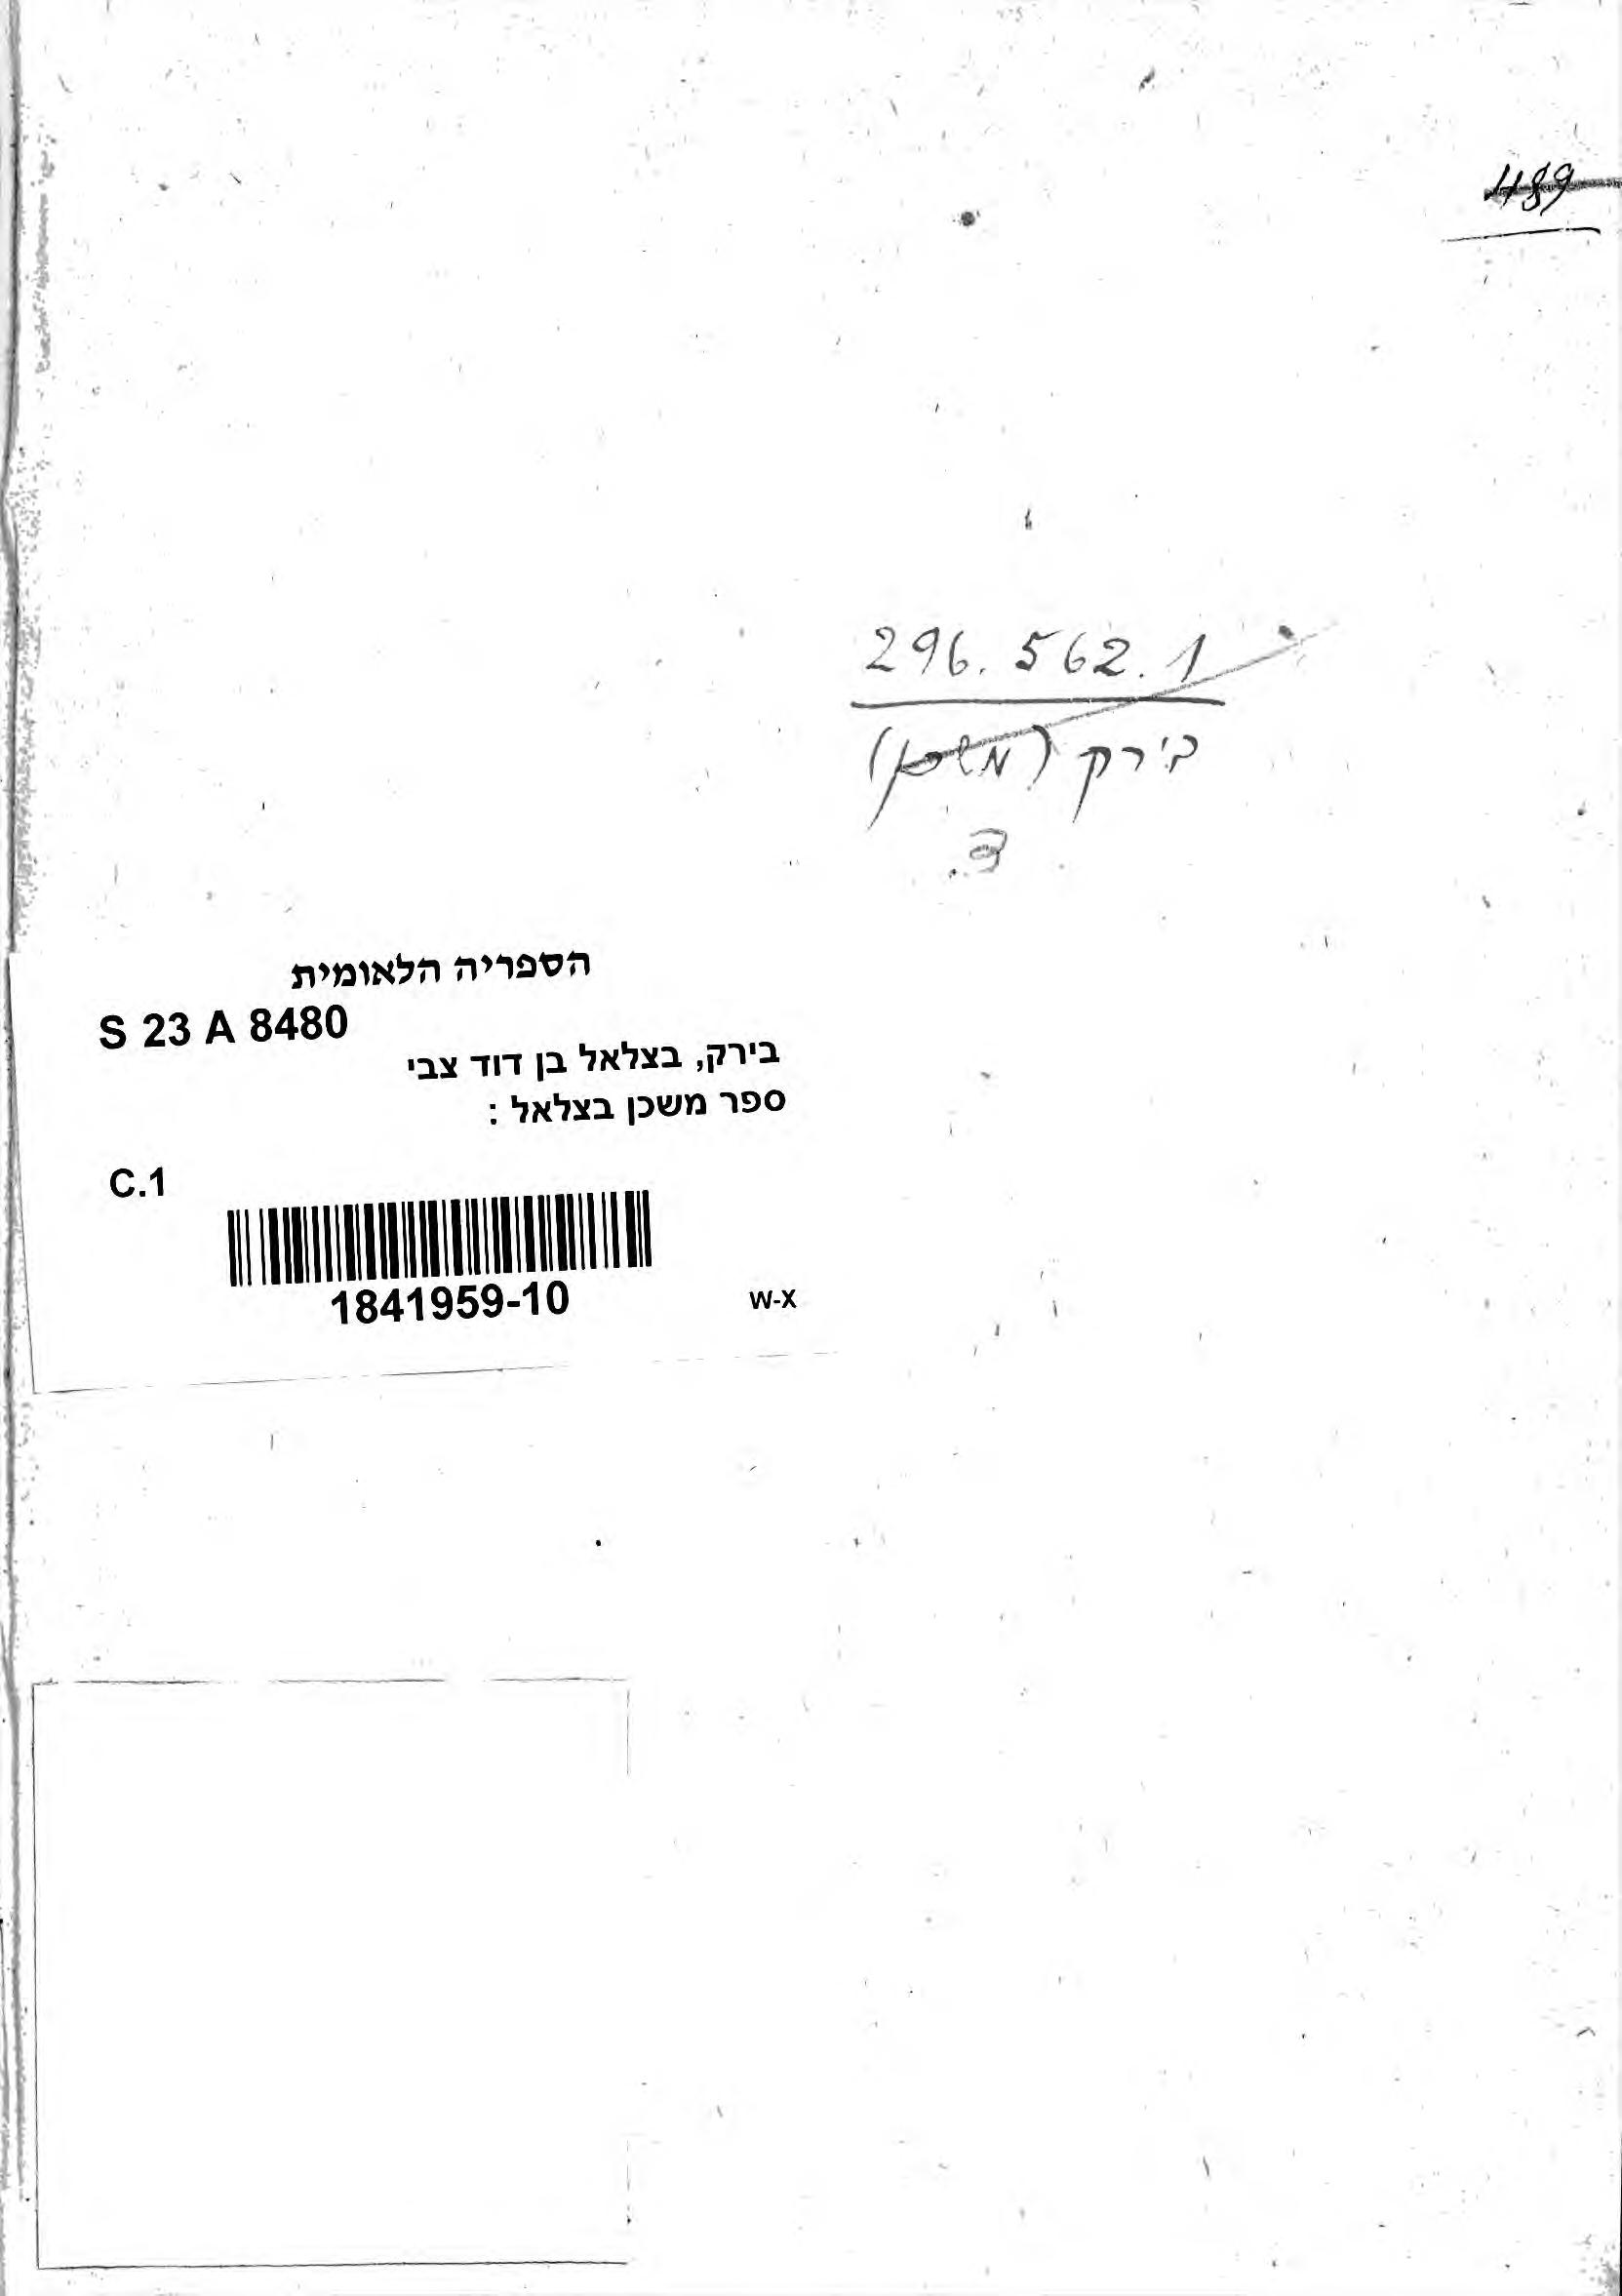 489
296.562.1
בירק (משכן)
הספריה הלאומית
S 23 A 8480
בירק, בצלאל בן דוד צבי
ספר משכן בצלאל :
C.1
1841959-10
W-X